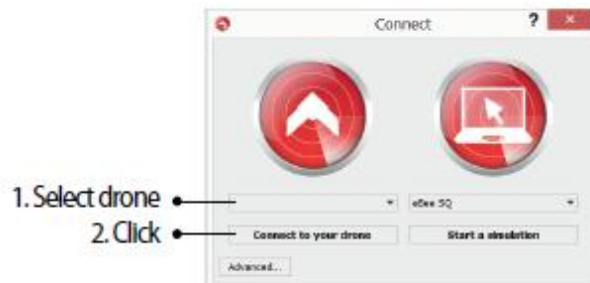 Connect
?
×
1. Select drone
eBee SQ
2. Click
Connect to your drone
Start a simulation
Advanced...